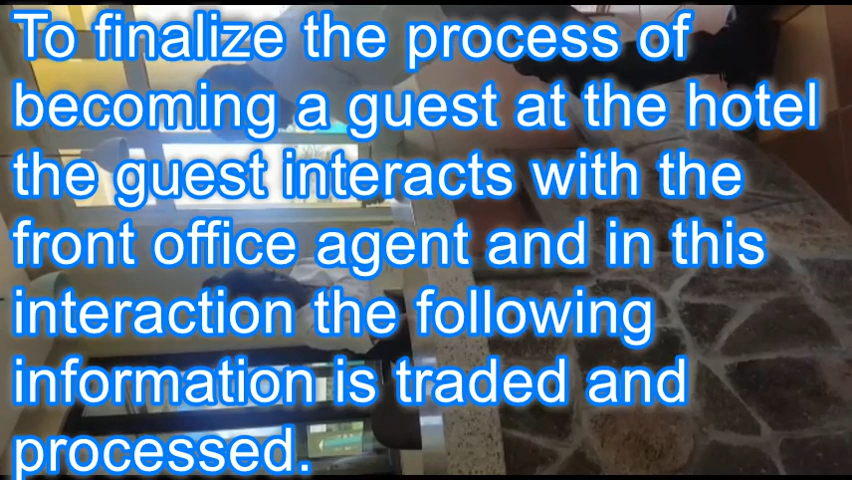 To finalize the process of
becoming a guest at the hotel
the guest interacts with the
front office agent and in this
interaction the following
information is traded and
processed.